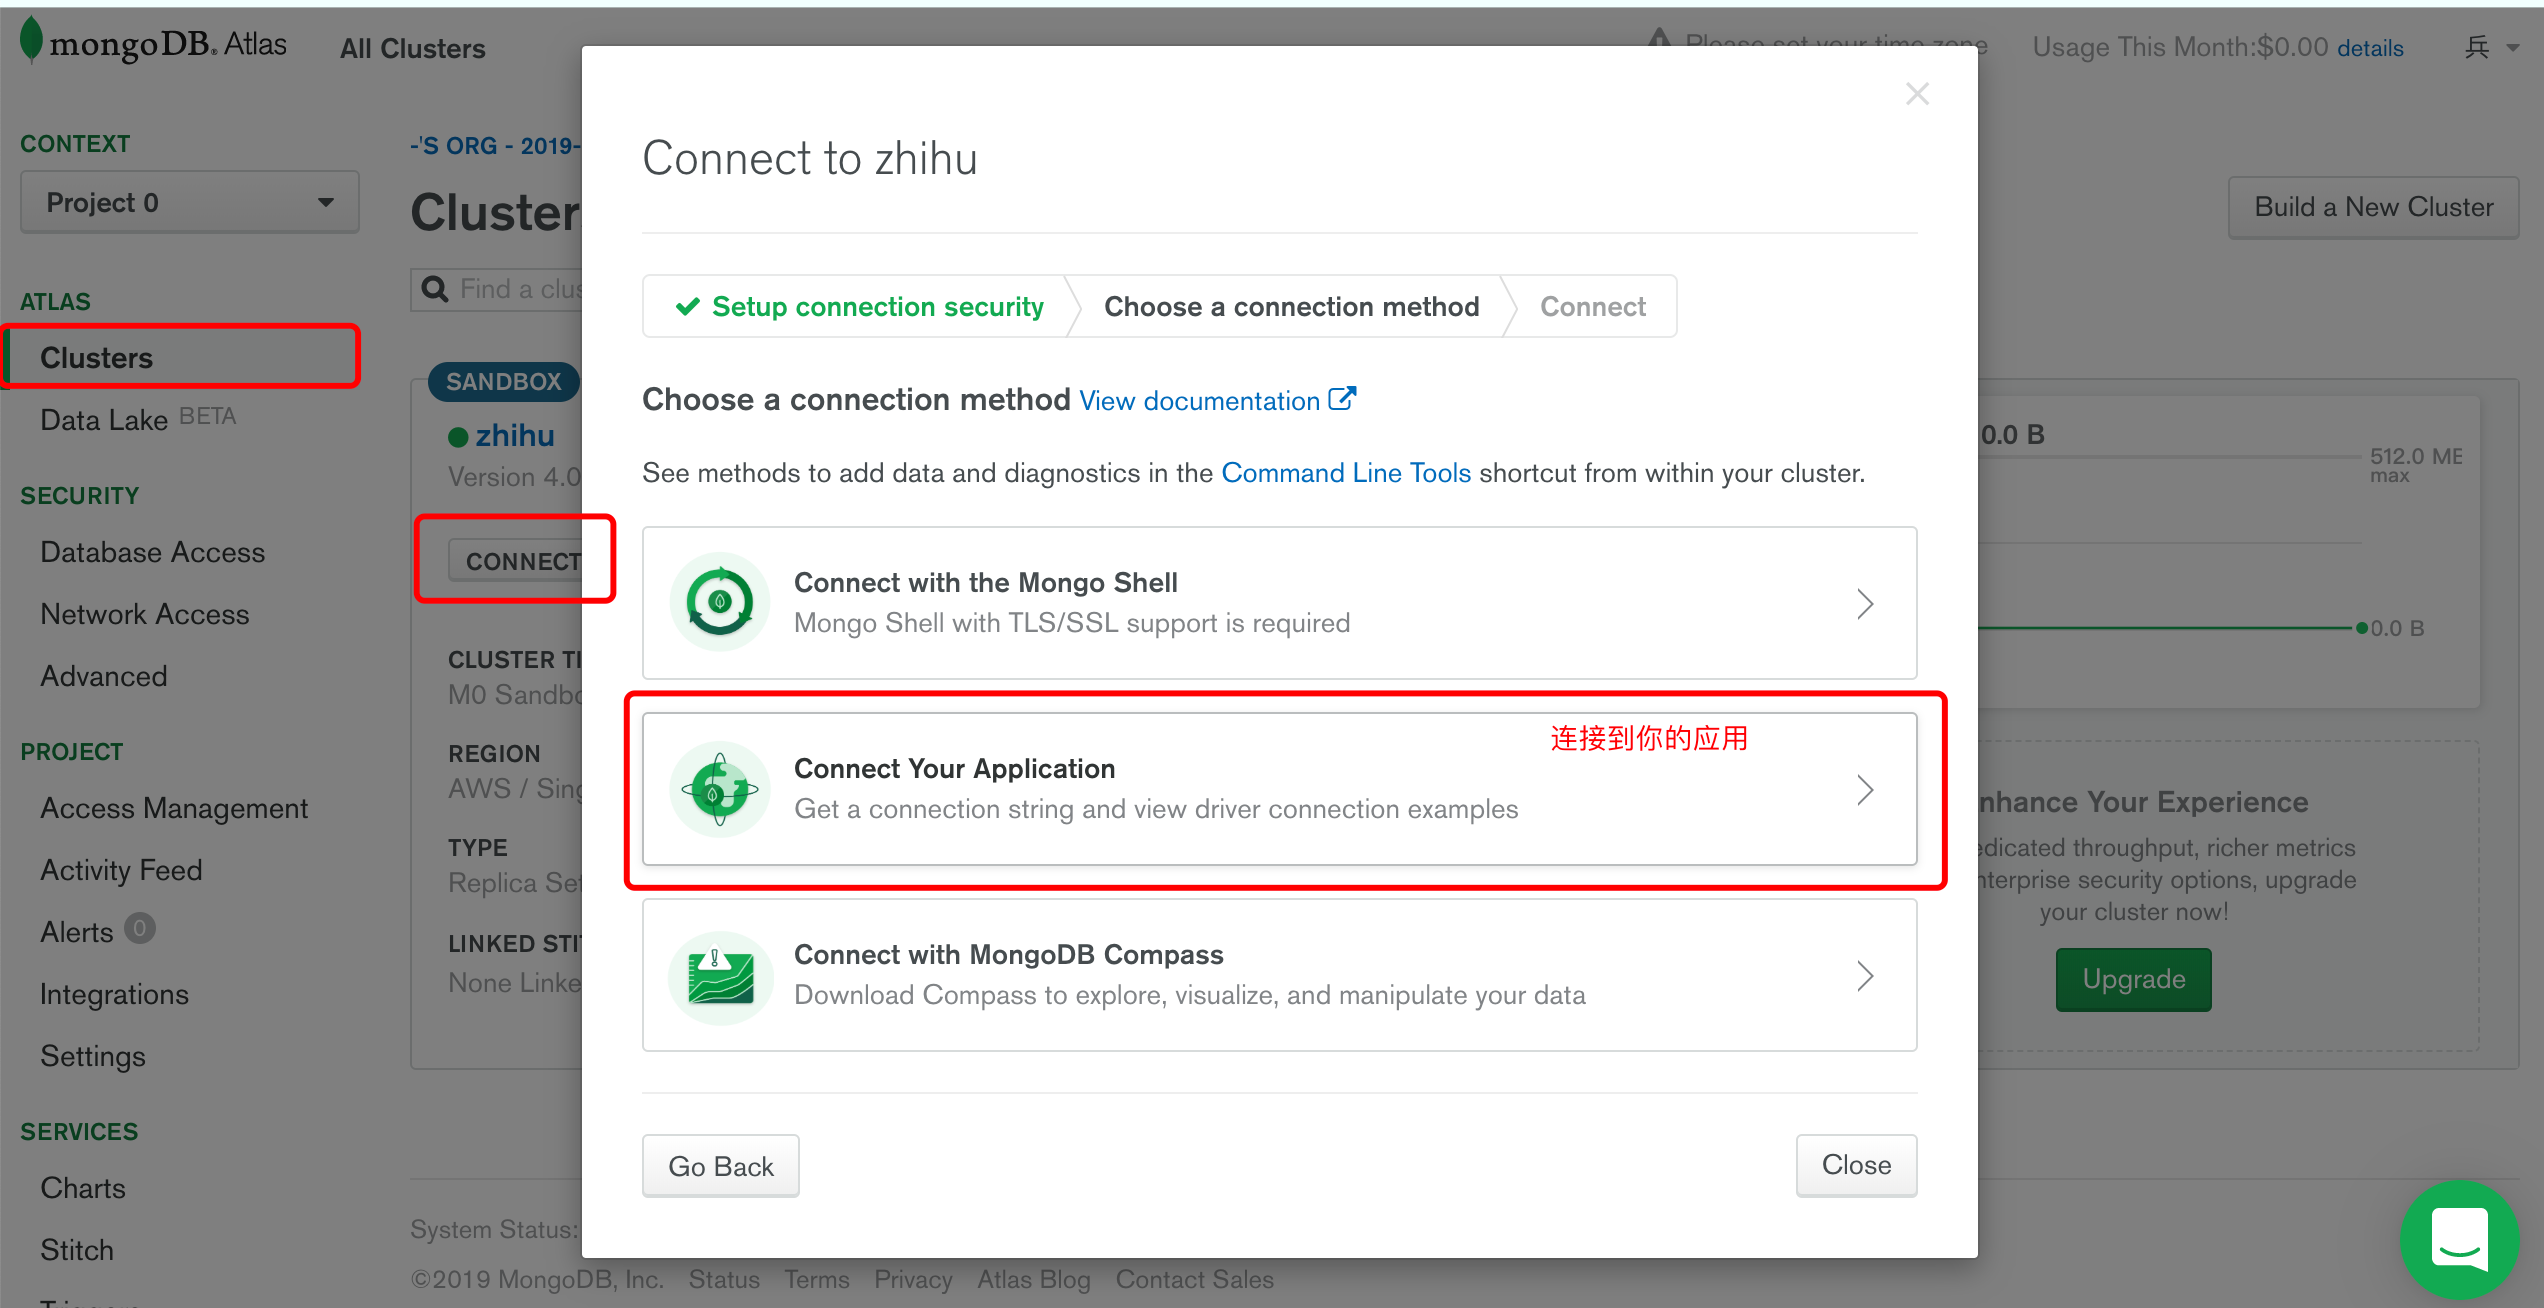 mongoDB. Atlas
All Clusters
Please set your time zone
Usage This Month:$0.00 details
兵
CONTEXT
Project 0
ATLAS
Clusters
Data Lake BETA
SECURITY
Database Access
Network Access
Advanced
PROJECT
Access Management
Activity Feed
Alerts 0
Integrations
Settings
SERVICES
Charts
Stitch
-'S ORG - 2019-
Cluster
Find a clus
SANDBOX
zhihu
Version 4.0
CONNECT
CLUSTER TI
M0 Sandbo
REGION
AWS / Sing
TYPE
Replica Set
LINKED STIT
None Linke
Connect to zhihu
Setup connection security
Choose a connection method
Connect
Choose a connection method View documentation
See methods to add data and diagnostics in the Command Line Tools shortcut from within your cluster.
Connect with the Mongo Shell
Mongo Shell with TLS/SSL support is required
连接到你的应用
Connect Your Application
Get a connection string and view driver connection examples
Connect with MongoDB Compass
Download Compass to explore, visualize, and manipulate your data
Go Back
Close
Build a New Cluster
0.0 B
512.0 MB
max
0.0 B
nhance Your Experience
edicated throughput, richer metrics
nterprise security options, upgrade
your cluster now!
Upgrade
System Status:
©2019 MongoDB, Inc. Status Terms Privacy Atlas Blog Contact Sales